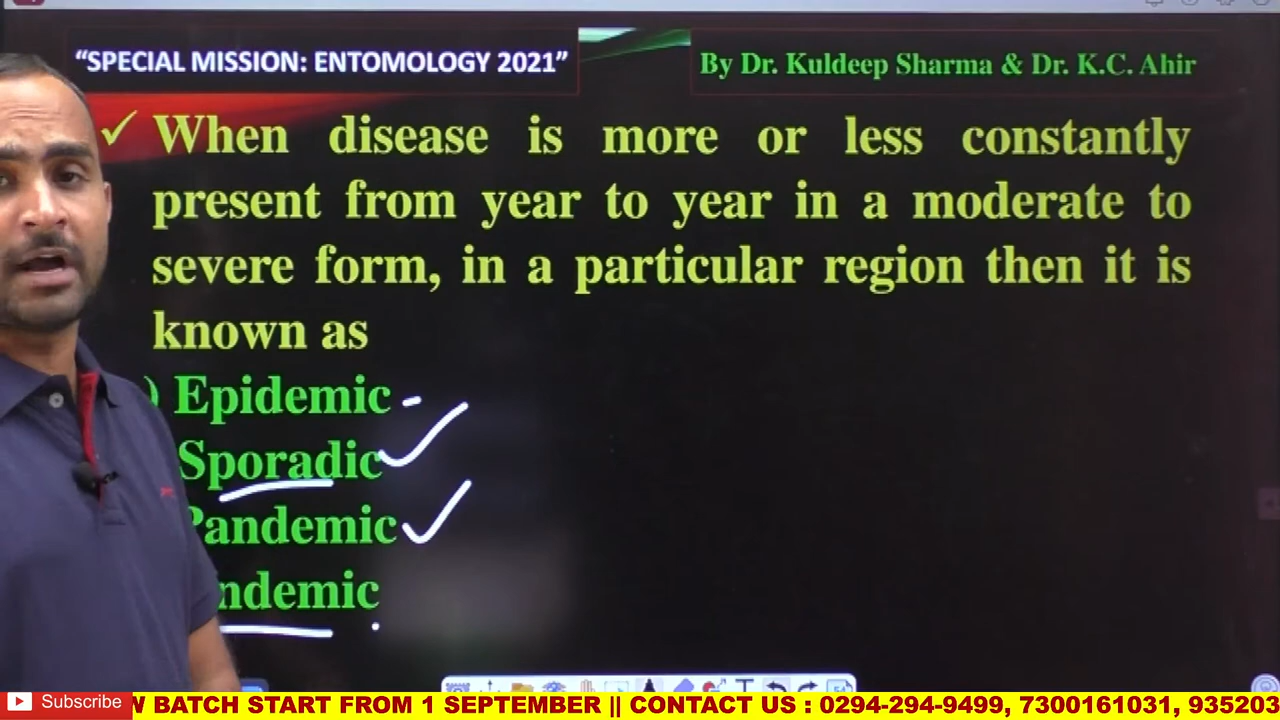 “SPECIAL MISSION: ENTOMOLOGY 2021”
By Dr. Kuldeep Sharma & Dr. K.C. Ahir
✓ When disease is more or less constantly
present from year to year in a moderate to
severe form, in a particular region then it is
known as
) Epidemic
Sporadic
Pandemic
ndemic
Subscribe
W BATCH START FROM 1 SEPTEMBER || CONTACT US : 0294-294-9499, 7300161031, 935203